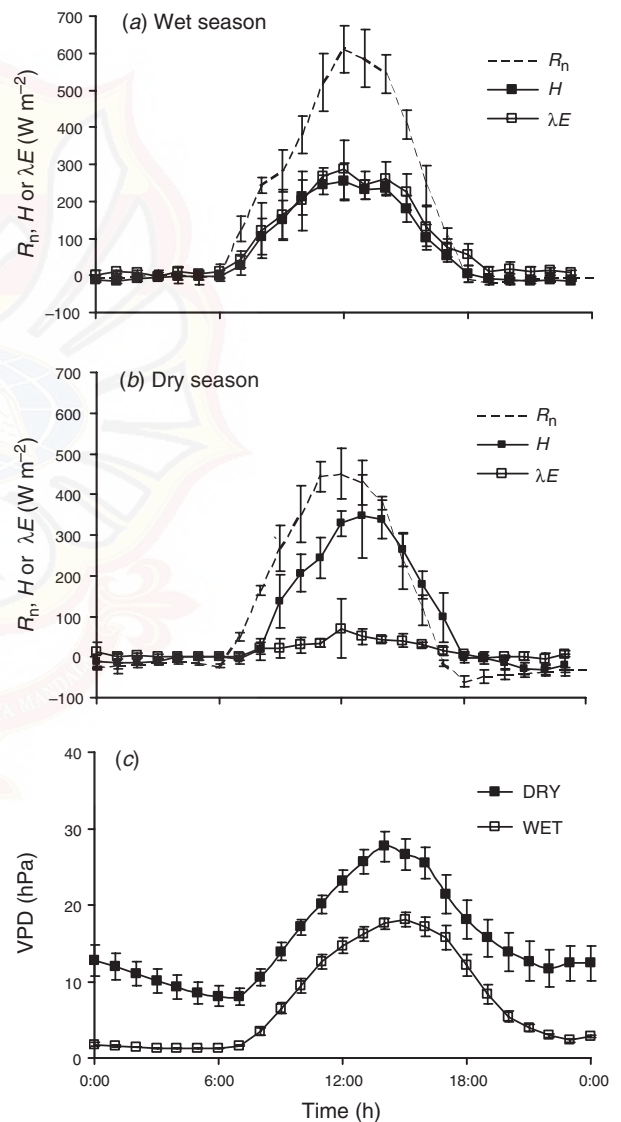 (a) Wet season
700
600
500
400
300
200
100
0
–100
Rn, H or λE (W m–2)
Rn
H
λE
(b) Dry season
700
600
500
400
300
200
100
0
–100
Rn, H or λE (W m–2)
Rn
H
λE
(c)
40
30
20
10
0
VPD (hPa)
DRY
WET
0:00 6:00 12:00 18:00 0:00
Time (h)